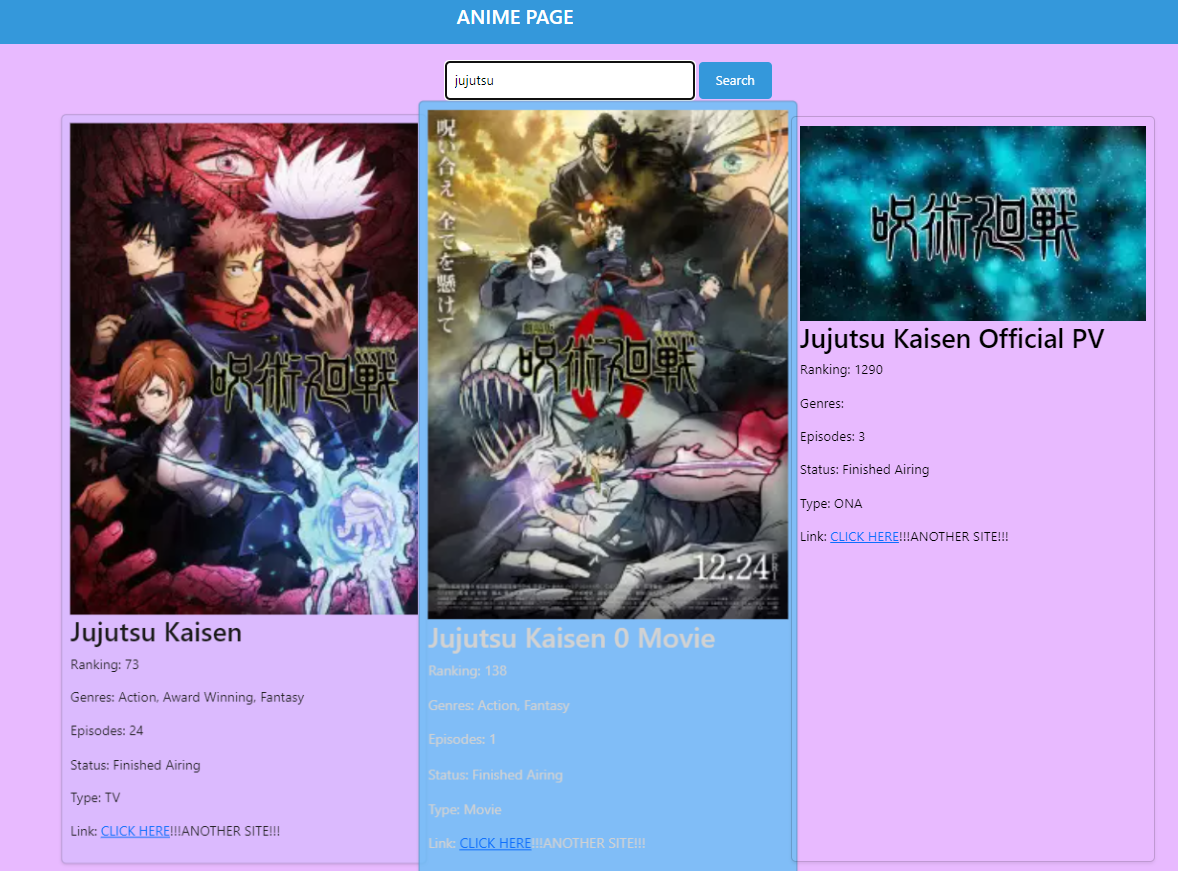 ANIME PAGE
jujutsu
Search
呪術廻戦
Jujutsu Kaisen
Ranking: 73
Genres: Action, Award Winning, Fantasy
Episodes: 24
Status: Finished Airing
Type: TV
Link: CLICK HERE!!!ANOTHER SITE!!!
呪い合え、全てを懸けて
呪術廻戦
0
12.24
Jujutsu Kaisen 0 Movie
Ranking: 138
Genres: Action, Fantasy
Episodes: 1
Status: Finished Airing
Type: Movie
Link: CLICK HERE!!!ANOTHER SITE!!!
呪術廻戦
Jujutsu Kaisen Official PV
Ranking: 1290
Genres:
Episodes: 3
Status: Finished Airing
Type: ONA
Link: CLICK HERE!!!ANOTHER SITE!!!